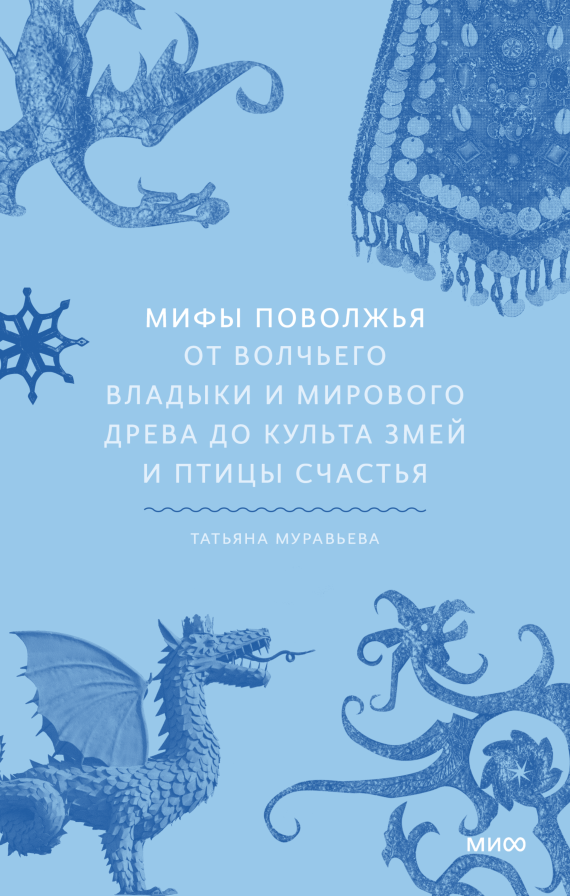 МИФЫ ПОВОЛЖЬЯ
ОТ ВОЛЧЬЕГО
ВЛАДЫКИ И МИРОВОГО
ДРЕВА ДО КУЛЬТА ЗМЕЙ
И ПТИЦЫ СЧАСТЬЯ
ТАТЬЯНА МУРАВЬЕВА
МИФ